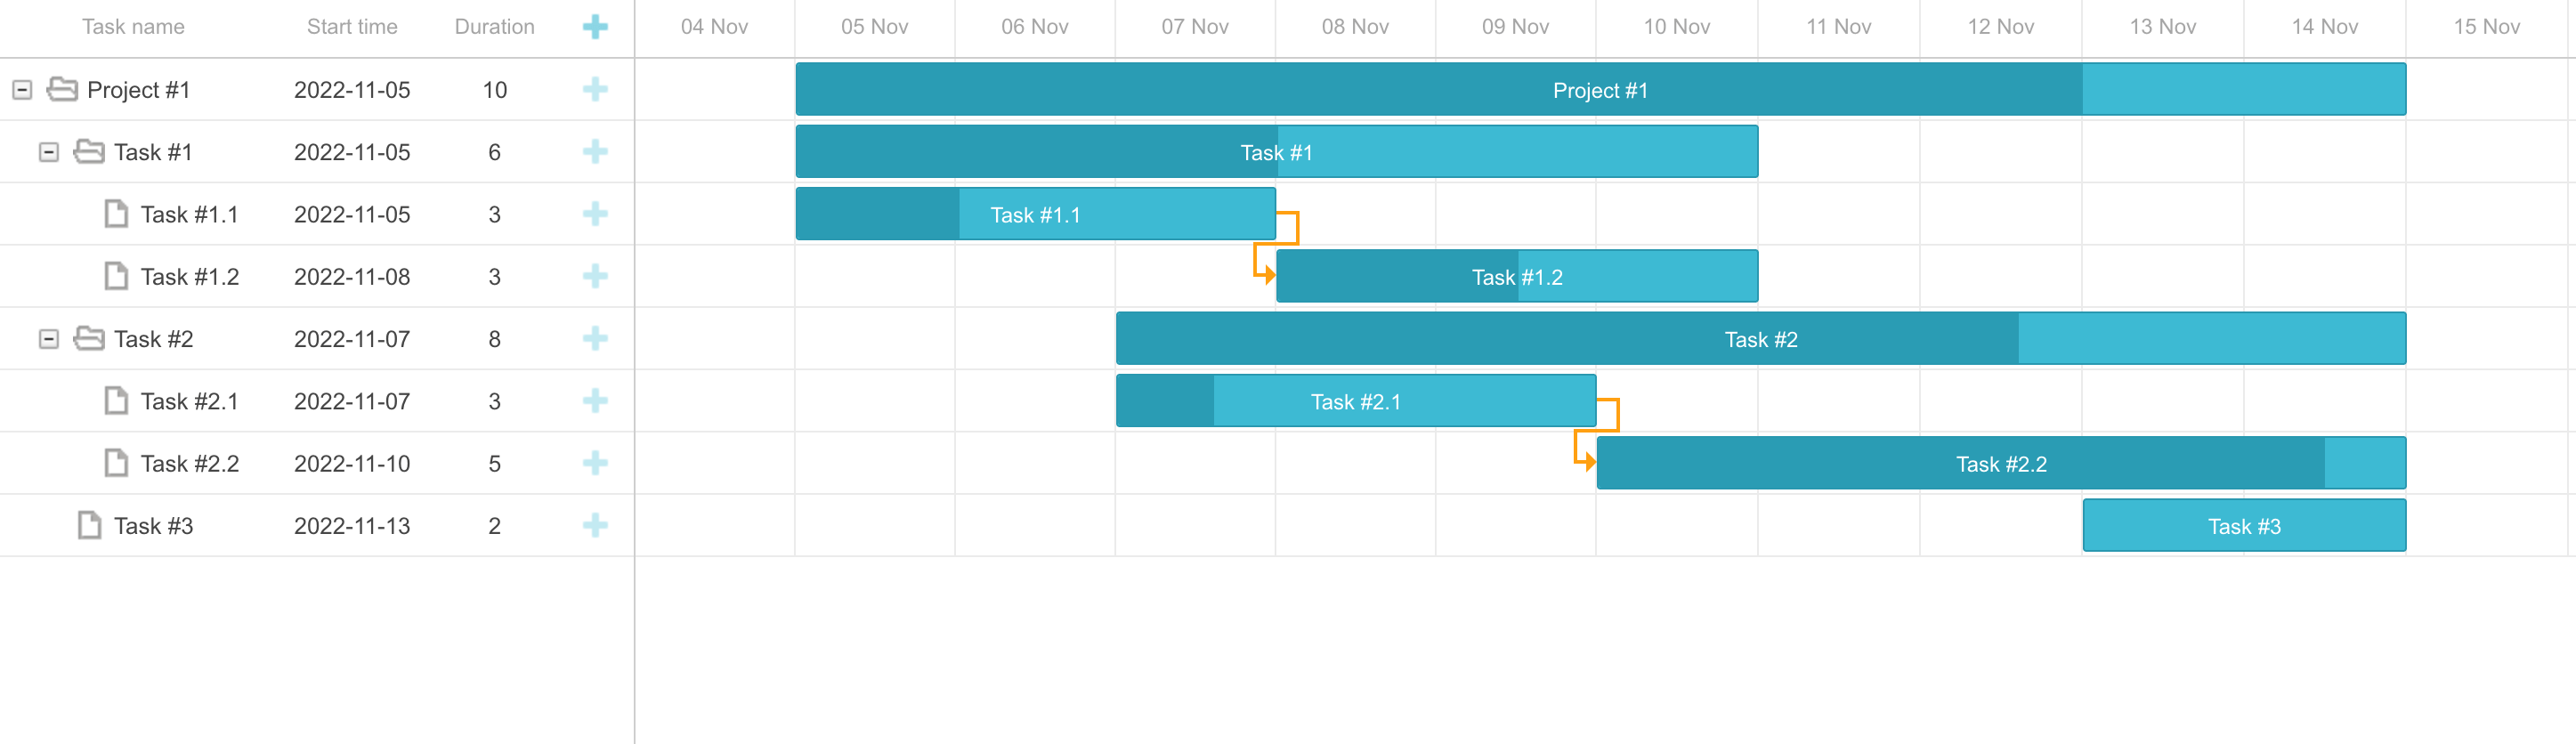 Task name Start time Duration 04 Nov 05 Nov 06 Nov 07 Nov 08 Nov 09 Nov 10 Nov 11 Nov 12 Nov 13 Nov 14 Nov 15 Nov
Project #1 2022-11-05 10 Project #1
Task #1 2022-11-05 6 Task #1
Task #1.1 2022-11-05 3 Task #1.1
Task #1.2 2022-11-08 3 Task #1.2
Task #2 2022-11-07 8 Task #2
Task #2.1 2022-11-07 3 Task #2.1
Task #2.2 2022-11-10 5 Task #2.2
Task #3 2022-11-13 2 Task #3